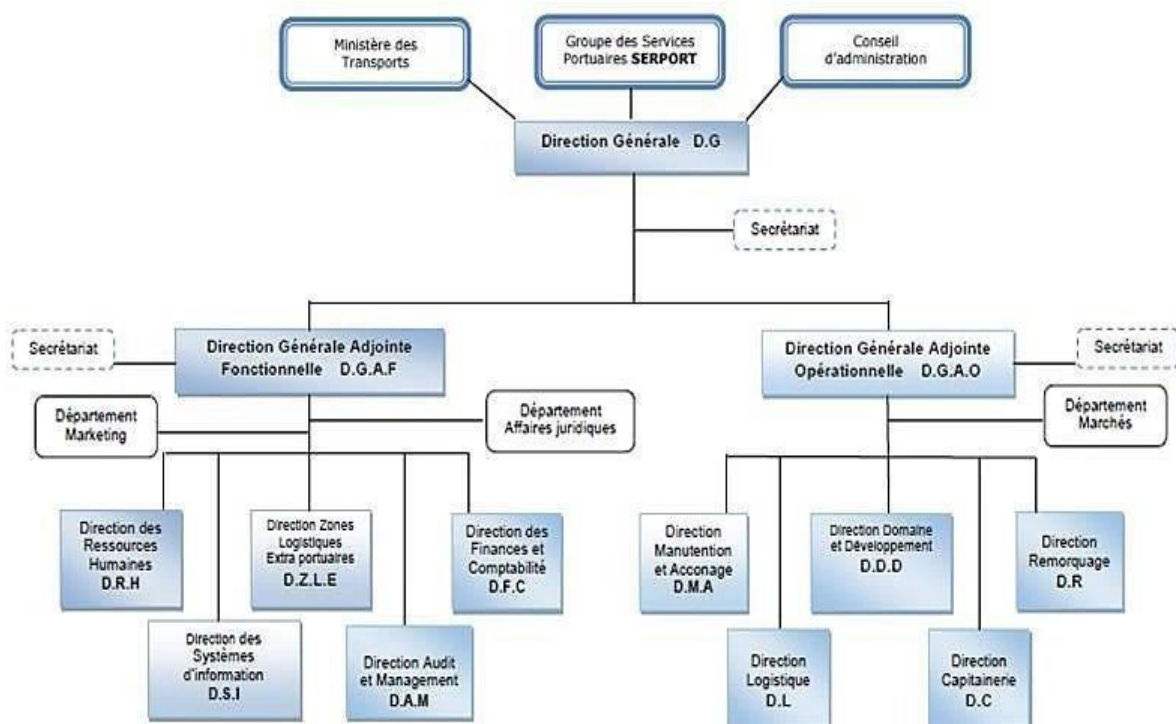 Ministère des
Transports
Groupe des Services
Portuaires SERPORT
Conseil
d'administration
Direction Générale D.G
Secrétariat
Secrétariat
Direction Générale Adjointe
Fonctionnelle D.G.A.F
Direction Générale Adjointe
Opérationnelle D.G.A.O
Secrétariat
Département
Marketing
Département
Affaires juridiques
Département
Marchés
Direction des
Ressources
Humaines
D.R.H
Direction Zones
Logistiques
Extra portuaires
D.Z.L.E
Direction des
Finances et
Comptabilité
D.F.C
Direction
Manutention
et Acconage
D.M.A
Direction Domaine
et Développement
D.D.D
Direction
Remorquage
D.R
Direction des
Systèmes
d'information
D.S.I
Direction Audit
et Management
D.A.M
Direction
Logistique
D.L
Direction
Capitainerie
D.C